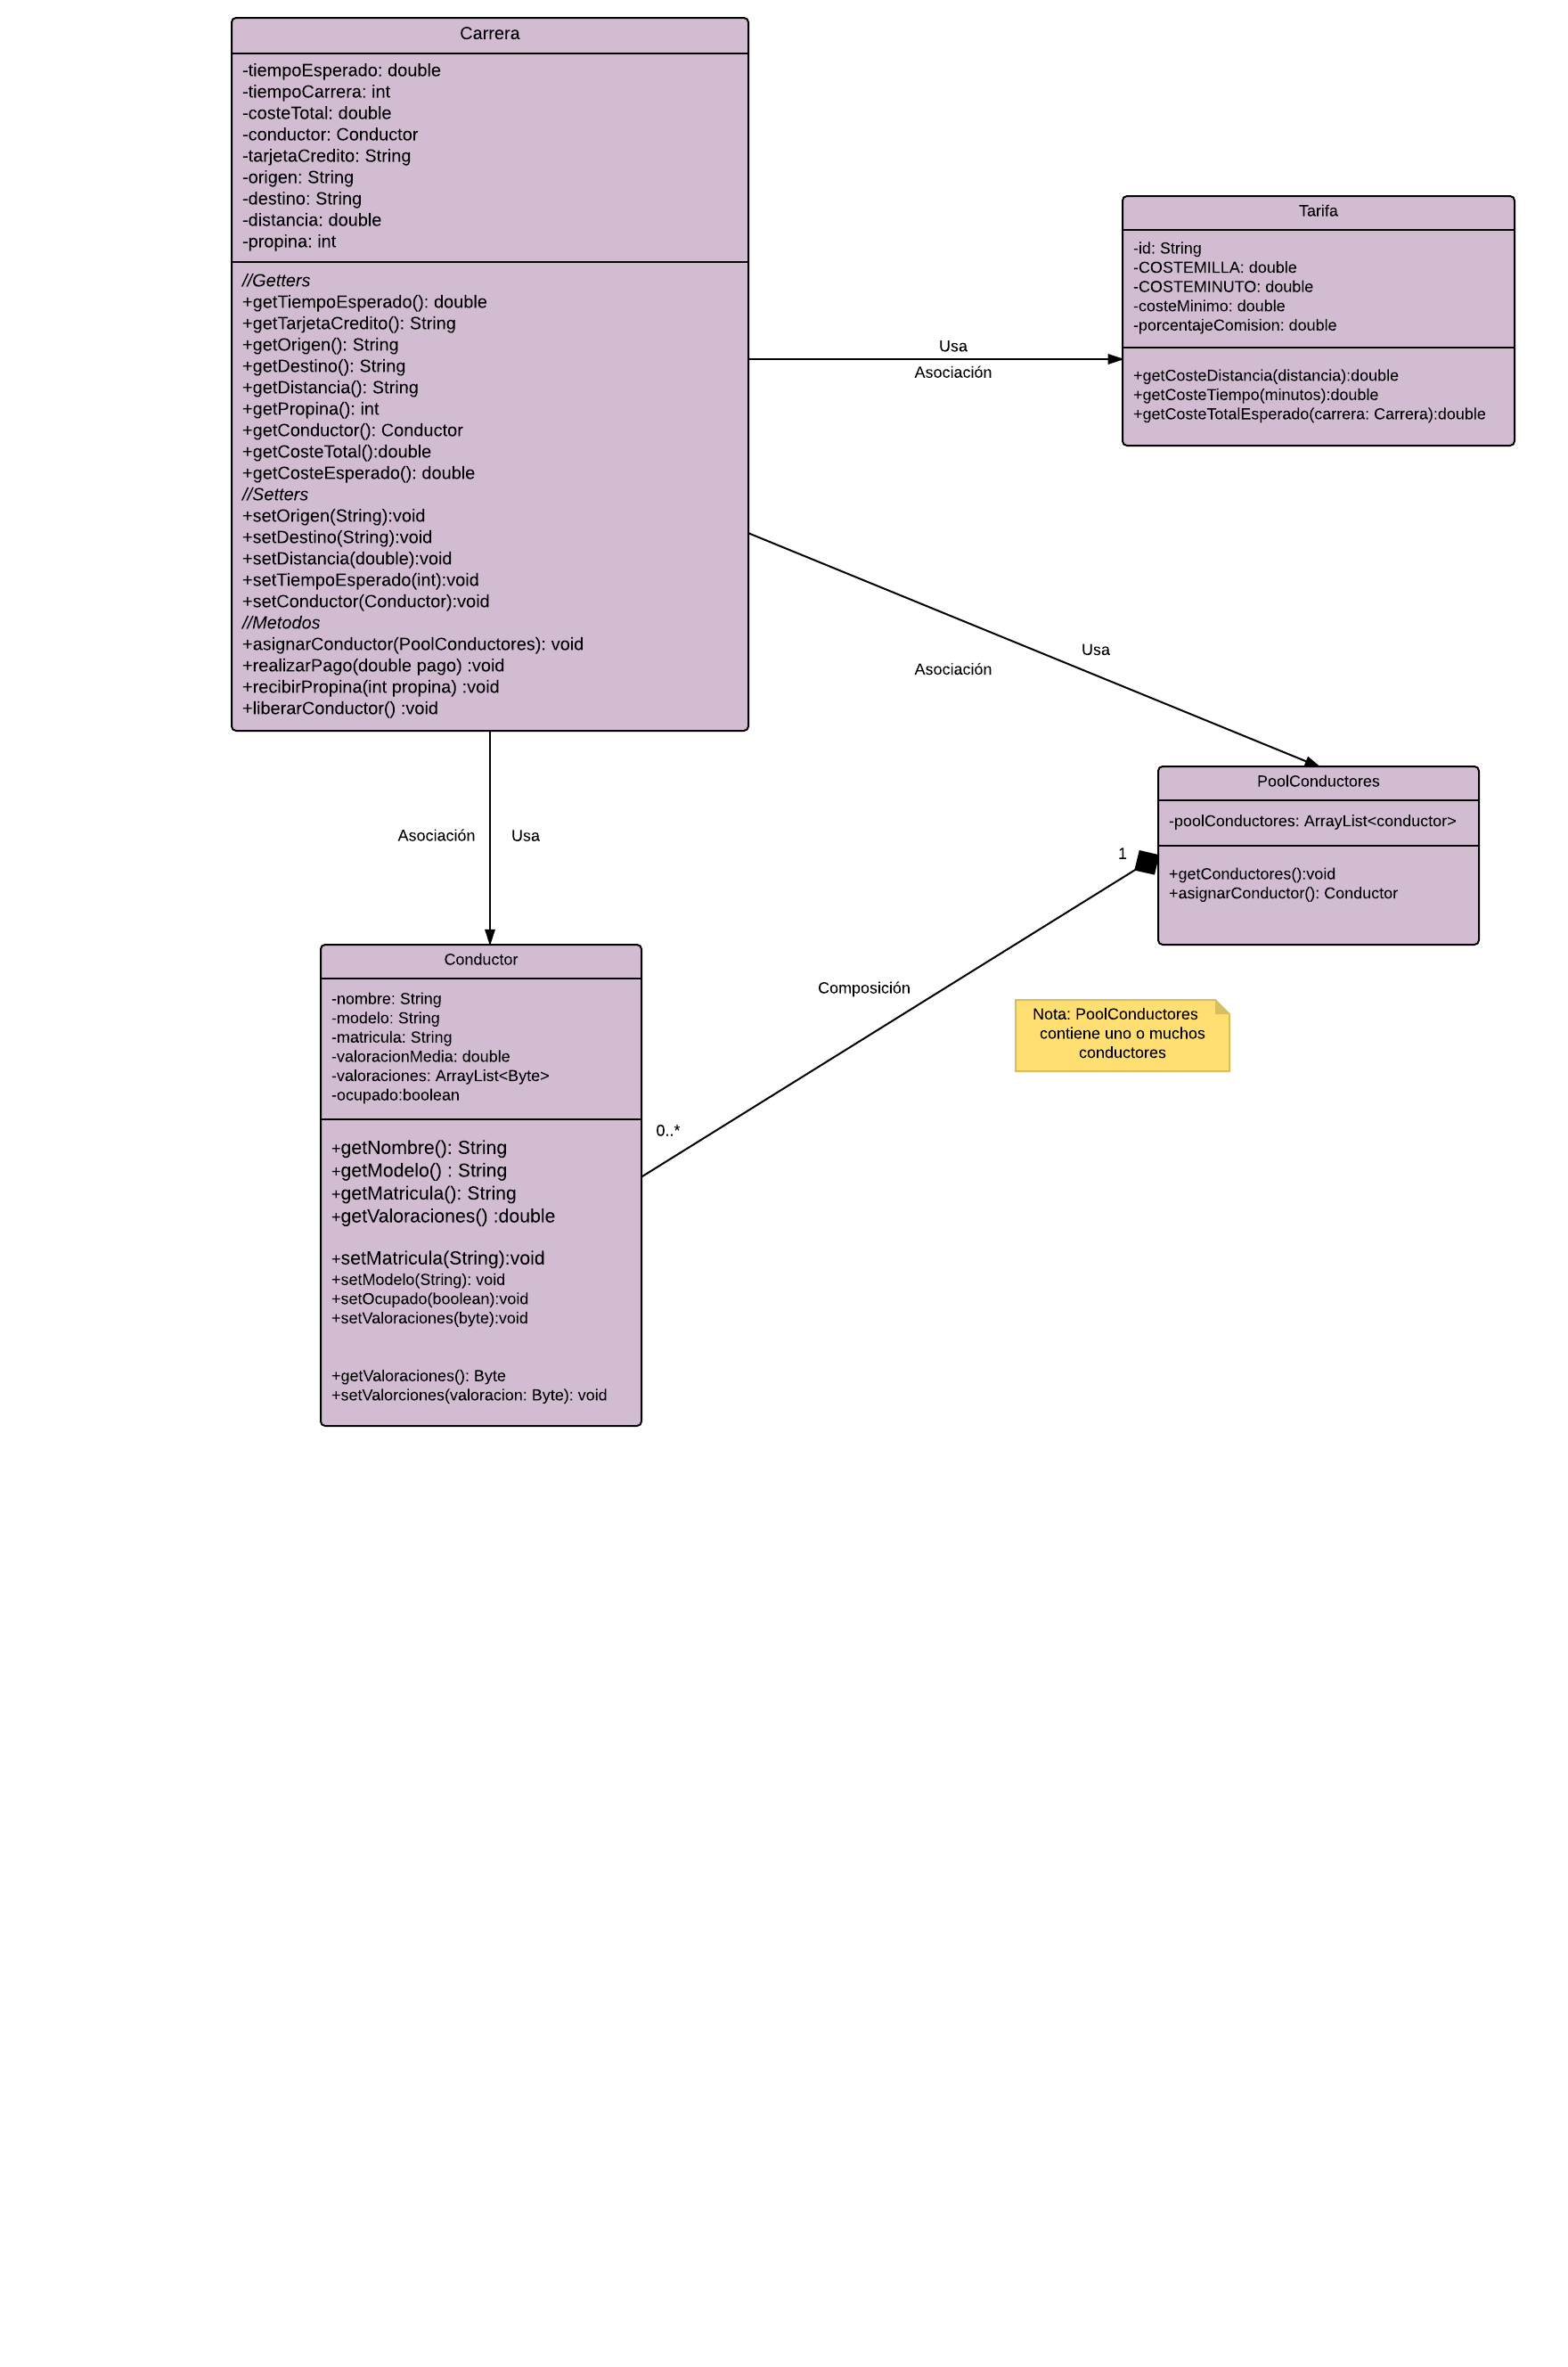 Carrera
-tiempoEsperado: double
-tiempoCarrera: int
-costeTotal: double
-conductor: Conductor
-tarjetaCredito: String
-origen: String
-destino: String
-distancia: double
-propina: int
//Getters
+getTiempoEsperado(): double
+getTarjetaCredito(): String
+getOrigen(): String
+getDestino(): String
+getDistancia(): String
+getPropina(): int
+getConductor(): Conductor
+getCosteTotal():double
+getCosteEsperado(): double
//Setters
+setOrigen(String):void
+setDestino(String):void
+setDistancia(double):void
+setTiempoEsperado(int):void
+setConductor(Conductor):void
//Metodos
+asignarConductor(PoolConductores): void
+realizarPago(double pago) :void
+recibirPropina(int propina) :void
+liberarConductor() :void
Usa
Asociación
Tarifa
-id: String
-COSTEMILLA: double
-COSTEMINUTO: double
-costeMinimo: double
-porcentajeComision: double
+getCosteDistancia(distancia):double
+getCosteTiempo(minutos):double
+getCosteTotalEsperado(carrera: Carrera):double
Usa
Asociación
PoolConductores
-poolConductores: ArrayList<conductor>
+getConductores():void
+asignarConductor(): Conductor
Asociación
Usa
1
Composición
0..*
Nota: PoolConductores
contiene uno o muchos
conductores
Conductor
-nombre: String
-modelo: String
-matricula: String
-valoracionMedia: double
-valoraciones: ArrayList<Byte>
-ocupado:boolean
+getNombre(): String
+getModelo() : String
+getMatricula(): String
+getValoraciones() :double
+setMatricula(String):void
+setModelo(String): void
+setOcupado(boolean):void
+setValoraciones(byte):void
+getValoraciones(): Byte
+setValorciones(valoracion: Byte): void